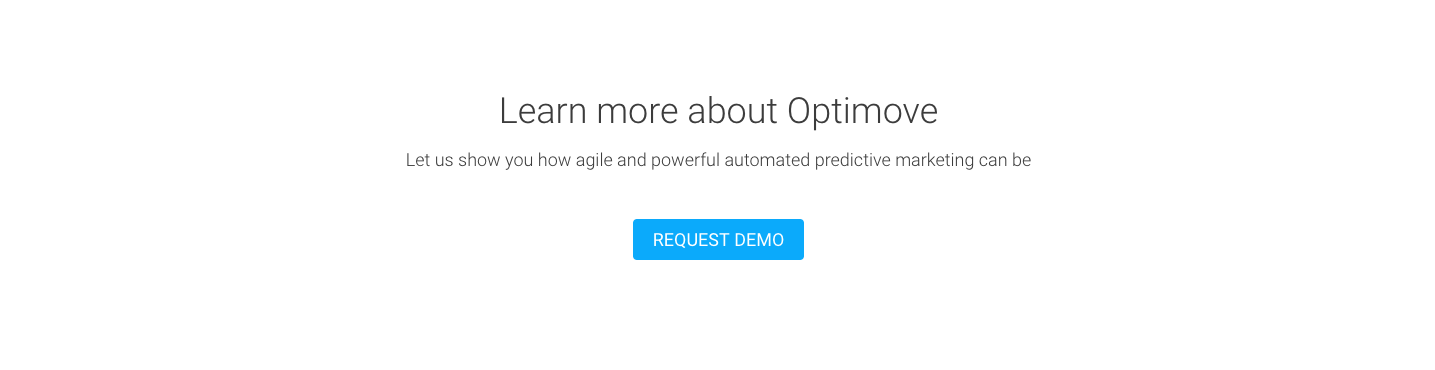 Learn more about Optimove
Let us show you how agile and powerful automated predictive marketing can be
REQUEST DEMO